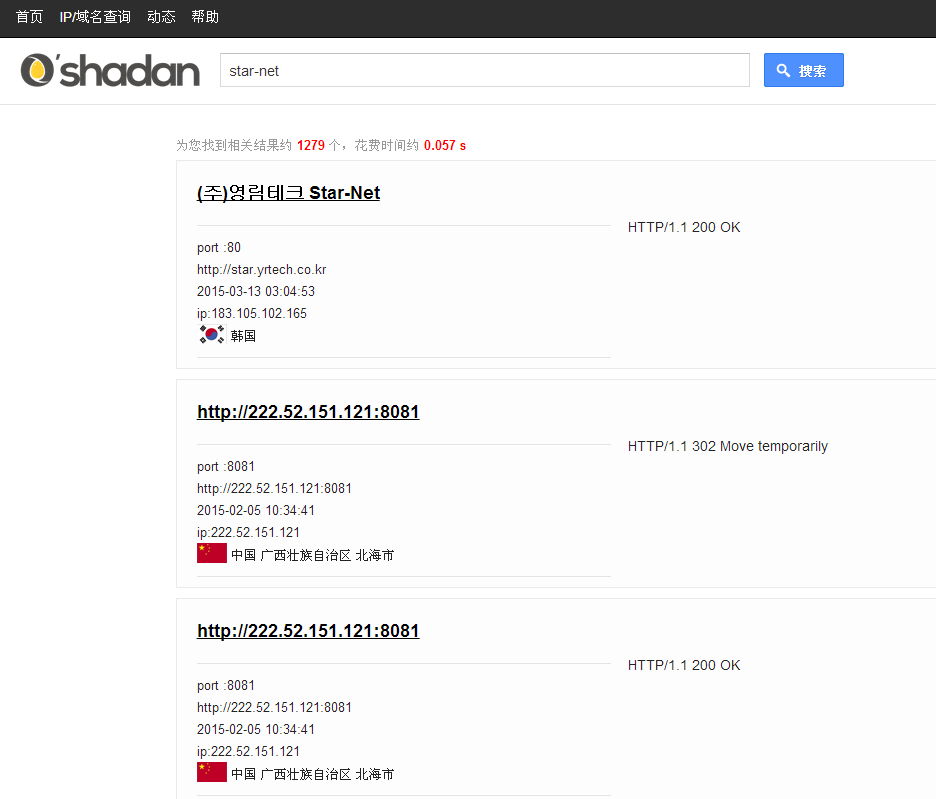 首页 IP/域名查询 动态 帮助
O'shadan
star-net
搜索
为您找到相关结果约 1279 个，花费时间约 0.057 s
(주)영림테크 Star-Net
HTTP/1.1 200 OK
port :80
http://star.yrtech.co.kr
2015-03-13 03:04:53
ip:183.105.102.165
韩国
http://222.52.151.121:8081
HTTP/1.1 302 Move temporarily
port :8081
http://222.52.151.121:8081
2015-02-05 10:34:41
ip:222.52.151.121
中国 广西壮族自治区 北海市
http://222.52.151.121:8081
HTTP/1.1 200 OK
port :8081
http://222.52.151.121:8081
2015-02-05 10:34:41
ip:222.52.151.121
中国 广西壮族自治区 北海市